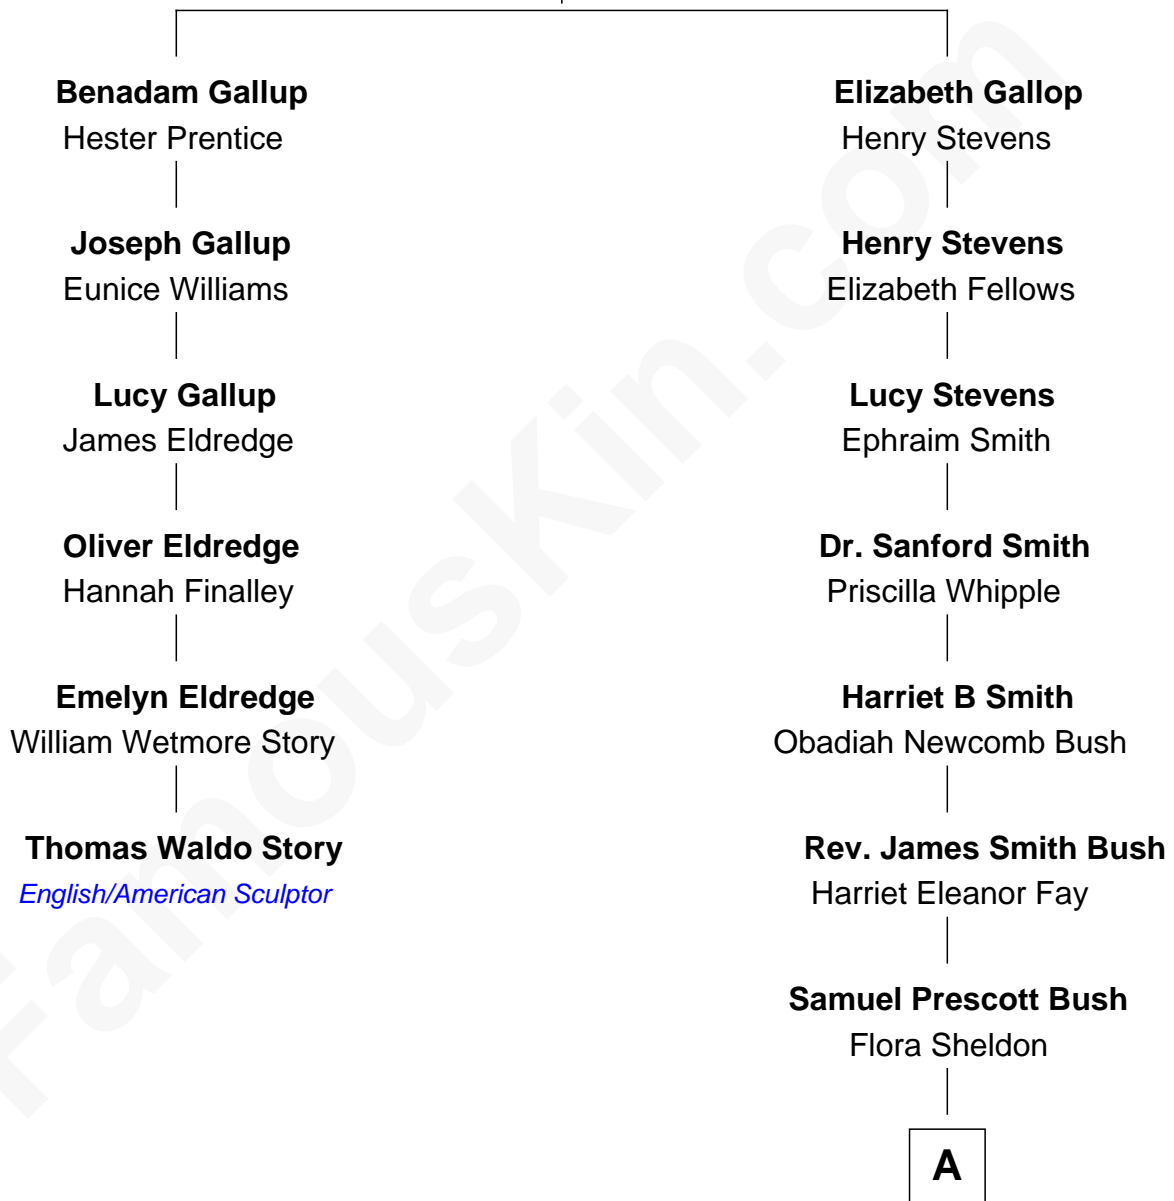 Benadam Gallup
Hester Prentice
Joseph Gallup
Eunice Williams
Lucy Gallup
James Eldredge
Oliver Eldredge
Hannah Finalley
Emelyn Eldredge
William Wetmore Story
Thomas Waldo Story
English/American Sculptor
Elizabeth Gallop
Henry Stevens
Henry Stevens
Elizabeth Fellows
Lucy Stevens
Ephraim Smith
Dr. Sanford Smith
Priscilla Whipple
Harriet B Smith
Obadiah Newcomb Bush
Rev. James Smith Bush
Harriet Eleanor Fay
Samuel Prescott Bush
Flora Sheldon
A
FamousKin.com